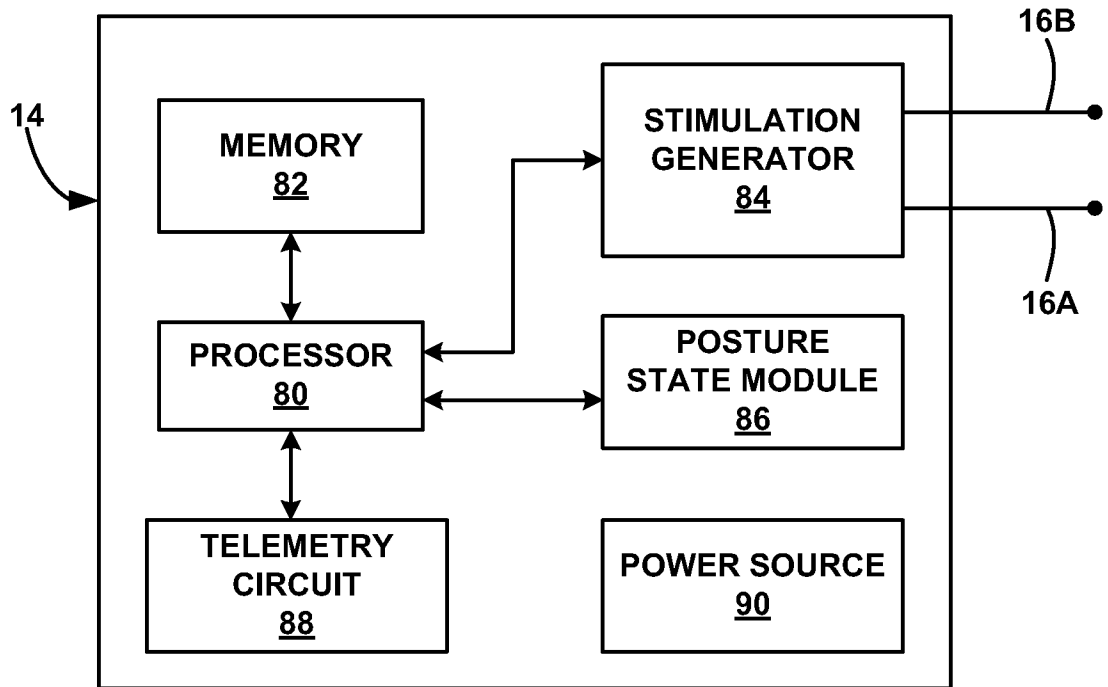 16B
14
MEMORY
82
STIMULATION
GENERATOR
84
16A
PROCESSOR
80
POSTURE
STATE MODULE
86
TELEMETRY
CIRCUIT
88
POWER SOURCE
90